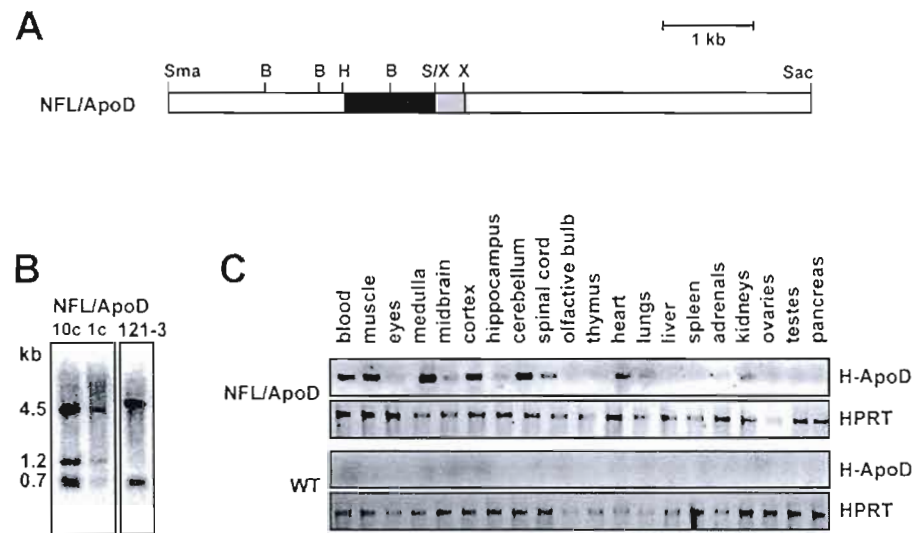 A
1 kb
Sma B B H B S/X X Sac
NFL/ApoD
B
NFL/ApoD
10c 1c 121-3
kb
4.5
1.2
0.7
C
blood
muscle
eyes
medulla
midbrain
cortex
hippocampus
cerebellum
spinal cord
olfactive bulb
thymus
heart
lungs
liver
spleen
adrenals
kidneys
ovaries
testes
pancreas
NFL/ApoD
H-ApoD
HPRT
WT
H-ApoD
HPRT